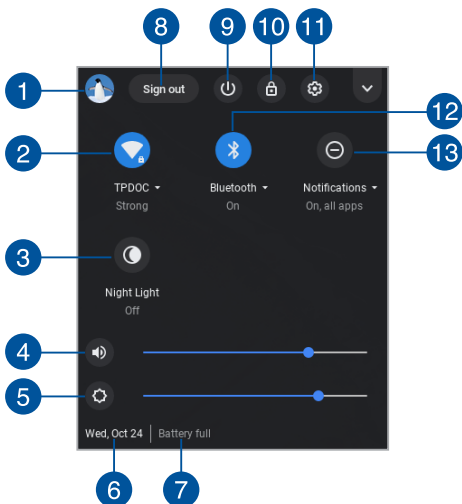 8 9 10 11
1 Sign out
12
2 13
TPDOC Bluetooth Notifications
Strong On On, all apps
3
Night Light
Off
4
5
Wed, Oct 24 Battery full
6 7